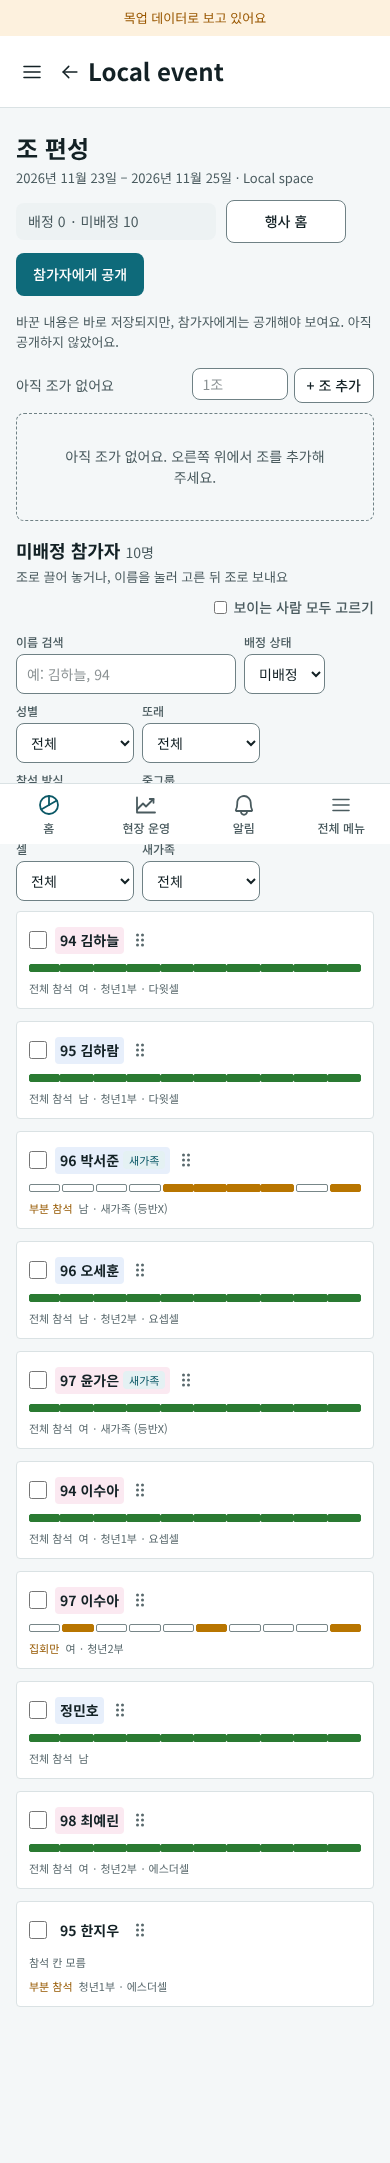 목업 데이터로 보고 있어요
Local event
조 편성
2026년 11월 23일 – 2026년 11월 25일 · Local space
배정 0 · 미배정 10
행사 홈
참가자에게 공개
바꾼 내용은 바로 저장되지만, 참가자에게는 공개해야 보여요. 아직
공개하지 않았어요.
아직 조가 없어요
1조
+ 조 추가
아직 조가 없어요. 오른쪽 위에서 조를 추가해
주세요.
미배정 참가자 10명
조로 끌어 놓거나, 이름을 눌러 고른 뒤 조로 보내요
보이는 사람 모두 고르기
이름 검색
배정 상태
예: 김하늘, 94
미배정
성별
또래
전체
전체
참석 방식
중그룹
홈
현장 운영
알림
전체 메뉴
셀
새가족
전체
전체
94 김하늘
전체 참석 여 · 청년1부 · 다윗셀
95 김하람
전체 참석 남 · 청년1부 · 다윗셀
96 박서준 새가족
부분 참석 남 · 새가족 (등반X)
96 오세훈
전체 참석 남 · 청년2부 · 요셉셀
97 윤가은 새가족
전체 참석 여 · 새가족 (등반X)
94 이수아
전체 참석 여 · 청년1부 · 요셉셀
97 이수아
집회만 여 · 청년2부
정민호
전체 참석 남
98 최예린
전체 참석 여 · 청년2부 · 에스더셀
95 한지우
참석 칸 모름
부분 참석 청년1부 · 에스더셀